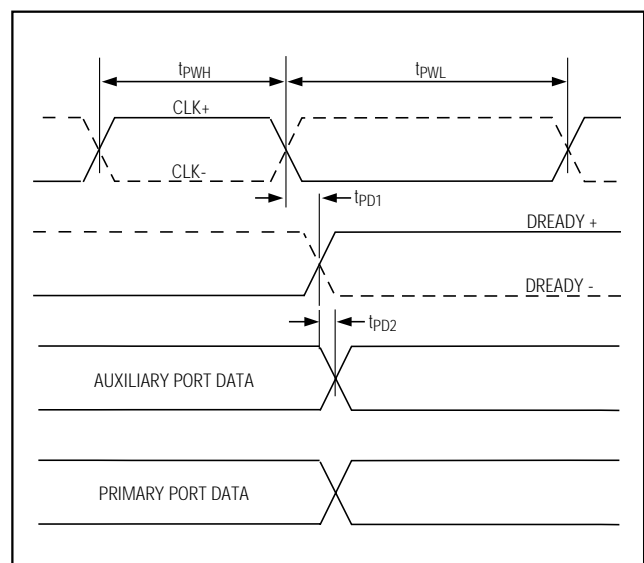 tPWH
tPWL
CLK+
CLK-
tPD1
DREADY +
DREADY -
tPD2
AUXILIARY PORT DATA
PRIMARY PORT DATA